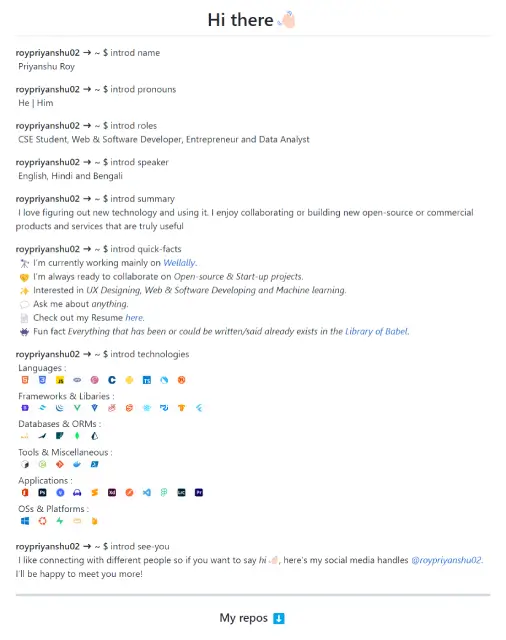 Hi there
roypriyanshu02 → ~ $ introd name
Priyanshu Roy
roypriyanshu02 → ~ $ introd pronouns
He | Him
roypriyanshu02 → ~ $ introd roles
CSE Student, Web & Software Developer, Entrepreneur and Data Analyst
roypriyanshu02 → ~ $ introd speaker
English, Hindi and Bengali
roypriyanshu02 → ~ $ introd summary
I love figuring out new technology and using it. I enjoy collaborating or building new open-source or commercial
products and services that are truly useful
roypriyanshu02 → ~ $ introd quick-facts
I'm currently working mainly on Wellally.
I'm always ready to collaborate on Open-source & Start-up projects.
Interested in UX Designing, Web & Software Developing and Machine learning.
Ask me about anything.
Check out my Resume here.
Fun fact Everything that has been or could be written/said already exists in the Library of Babel.
roypriyanshu02 → ~ $ introd technologies
Languages :
Frameworks & Libaries :
Databases & ORMs :
Tools & Miscellaneous :
Applications :
OSs & Platforms :
roypriyanshu02 → ~ $ introd see-you
I like connecting with different people so if you want to say hi , here's my social media handles @roypriyanshu02.
I'll be happy to meet you more!
My repos